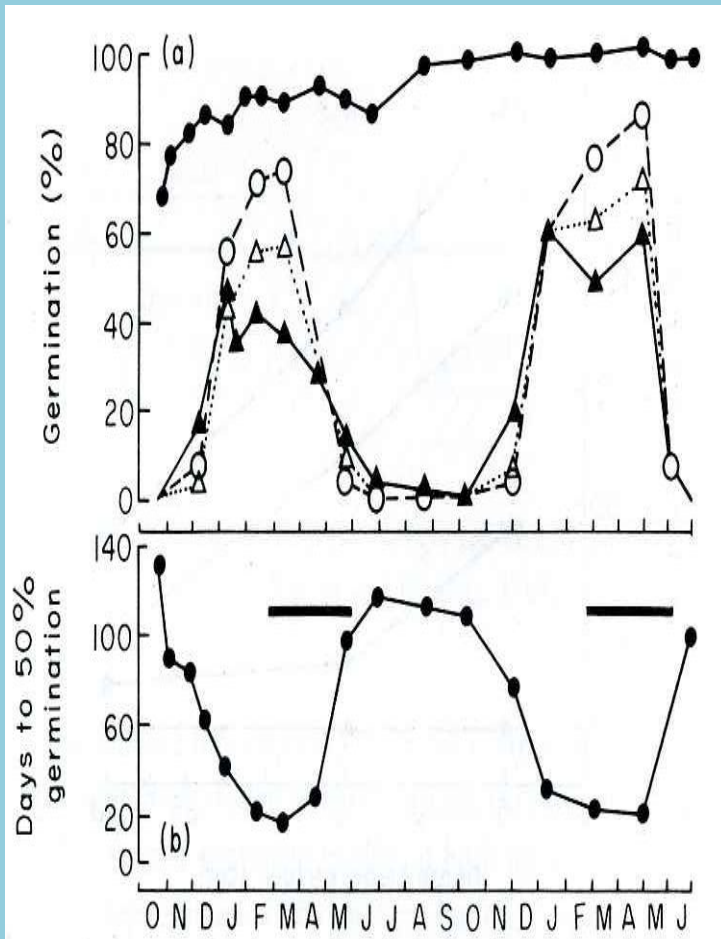 (a)
100
80
60
40
20
0
Germination (%)
140
100
60
20
0
Days to 50%
germination
(b)
O N D J F M A M J J A S O N D J F M A M J